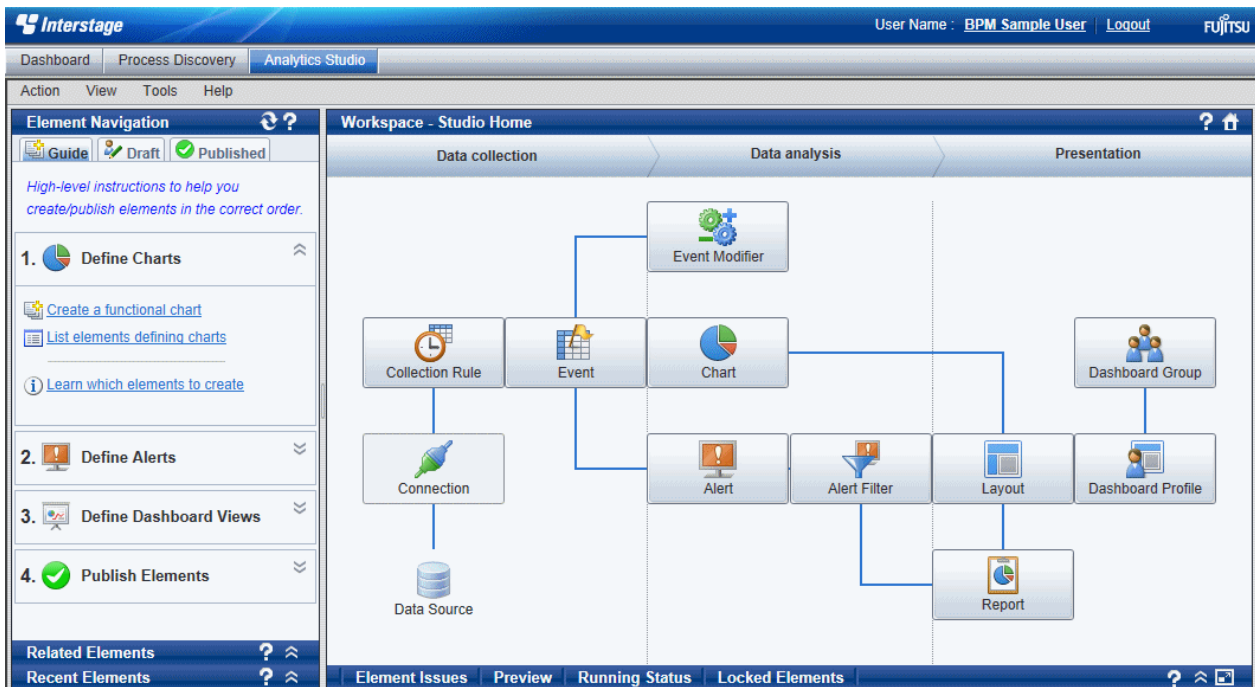 Interstage
User Name : BPM Sample User Logout FUJITSU
Dashboard Process Discovery Analytics Studio
Action View Tools Help
Element Navigation
Guide Draft Published
High-level instructions to help you
create/publish elements in the correct order.
1. Define Charts
Create a functional chart
List elements defining charts
Learn which elements to create
2. Define Alerts
3. Define Dashboard Views
4. Publish Elements
Related Elements
Recent Elements
Workspace - Studio Home
Data collection Data analysis Presentation
Event Modifier
Collection Rule Event Chart Dashboard Group
Connection Alert Alert Filter Layout Dashboard Profile
Data Source Report
Element Issues Preview Running Status Locked Elements